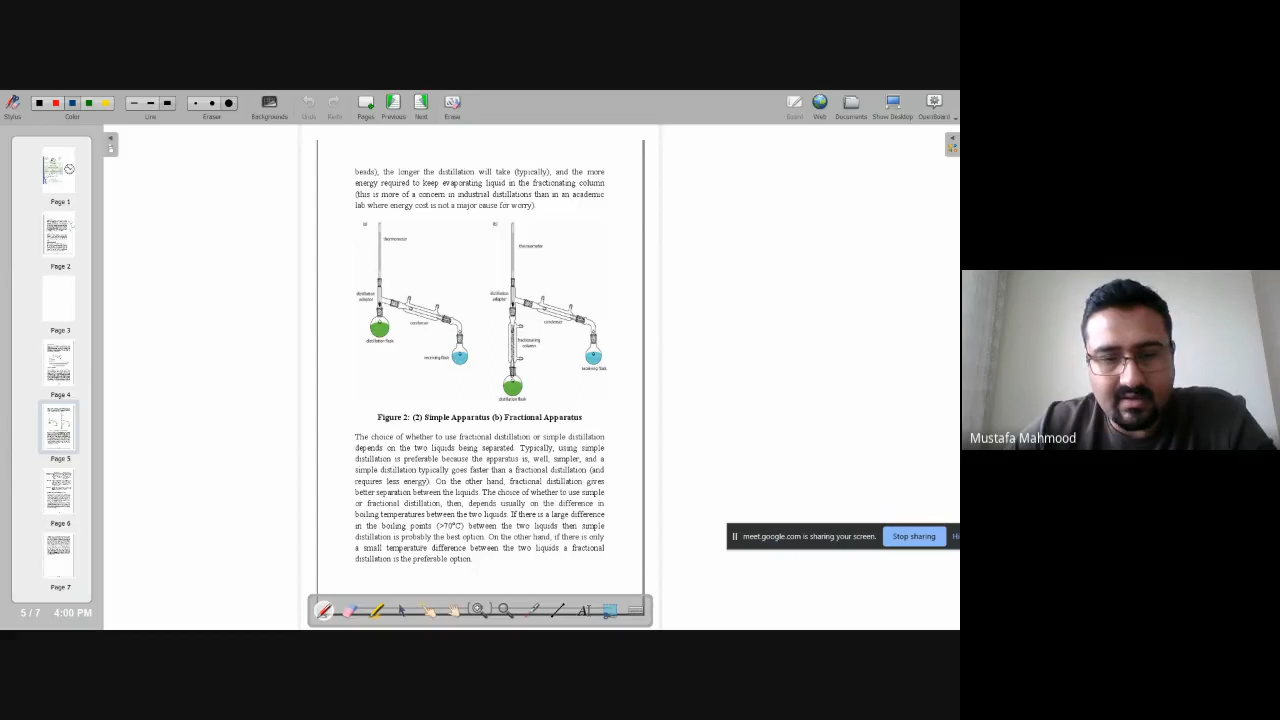 Stylus
Color
Line
Eraser
Backgrounds
Undo
Redo
Pages
Previous
Next
Erase
Board
Web
Documents
Show Desktop
OpenBoard
Page 1
Page 2
Page 3
Page 4
Page 5
Page 6
Page 7
5 / 7
4:00 PM
beads), the longer the distillation will take (typically), and the more
energy required to keep evaporating liquid in the fractionating column
(this is more of a concern in industrial distillations than in an academic
lab where energy cost is not a major cause for worry).
(a)
thermometer
distillation
adaptor
condenser
distillation flask
receiving flask
(b)
thermometer
distillation
adaptor
condenser
fractionating
column
receiving flask
distillation flask
Figure 2: (2) Simple Apparatus (b) Fractional Apparatus
The choice of whether to use fractional distillation or simple distillation
depends on the two liquids being separated. Typically, using simple
distillation is preferable because the apparatus is, well, simpler, and a
simple distillation typically goes faster than a fractional distillation (and
requires less energy). On the other hand, fractional distillation gives
better separation between the liquids. The choice of whether to use simple
or fractional distillation, then, depends usually on the difference in
boiling temperatures between the two liquids. If there is a large difference
in the boiling points (>70°C) between the two liquids then simple
distillation is probably the best option. On the other hand, if there is only
a small temperature difference between the two liquids a fractional
distillation is the preferable option.
meet.google.com is sharing your screen.
Stop sharing
Hi
Mustafa Mahmood